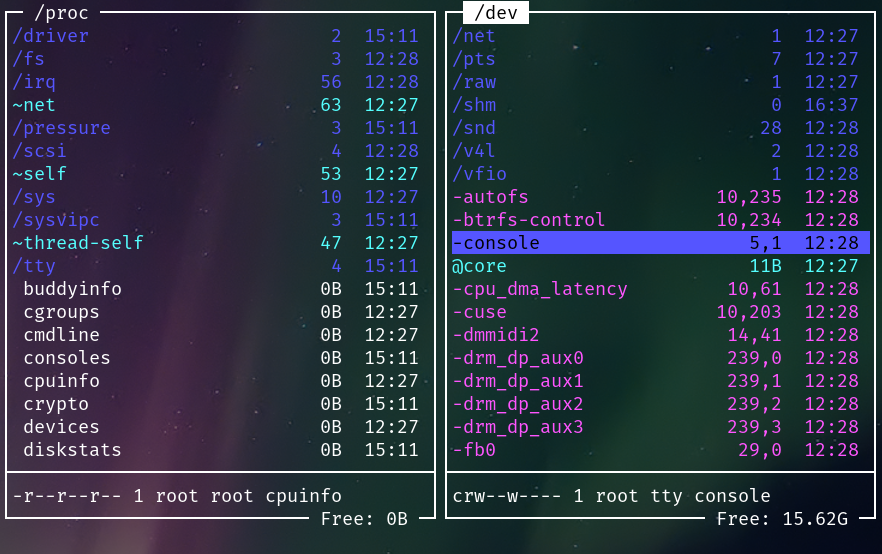 /proc
/driver 2 15:11
/fs 3 12:28
/irq 56 12:28
~net 63 12:27
/pressure 3 15:11
/scsi 4 12:28
~self 53 12:27
/sys 10 12:27
/sysvipc 3 15:11
~thread-self 47 12:27
/tty 4 15:11
buddyinfo 0B 15:11
cgroups 0B 12:27
cmdline 0B 12:27
consoles 0B 15:11
cpuinfo 0B 12:27
crypto 0B 15:11
devices 0B 12:27
diskstats 0B 15:11
-r--r--r-- 1 root root cpuinfo
Free: 0B
/dev
/net 1 12:27
/pts 7 12:27
/raw 1 12:27
/shm 0 16:37
/snd 28 12:28
/v4l 2 12:28
/vfio 1 12:28
-autofs 10,235 12:28
-btrfs-control 10,234 12:28
-console 5,1 12:28
@core 11B 12:27
-cpu_dma_latency 10,61 12:28
-cuse 10,203 12:28
-dmmidi2 14,41 12:28
-drm_dp_aux0 239,0 12:28
-drm_dp_aux1 239,1 12:28
-drm_dp_aux2 239,2 12:28
-drm_dp_aux3 239,3 12:28
-fb0 29,0 12:28
crw--w---- 1 root tty console
Free: 15.62G